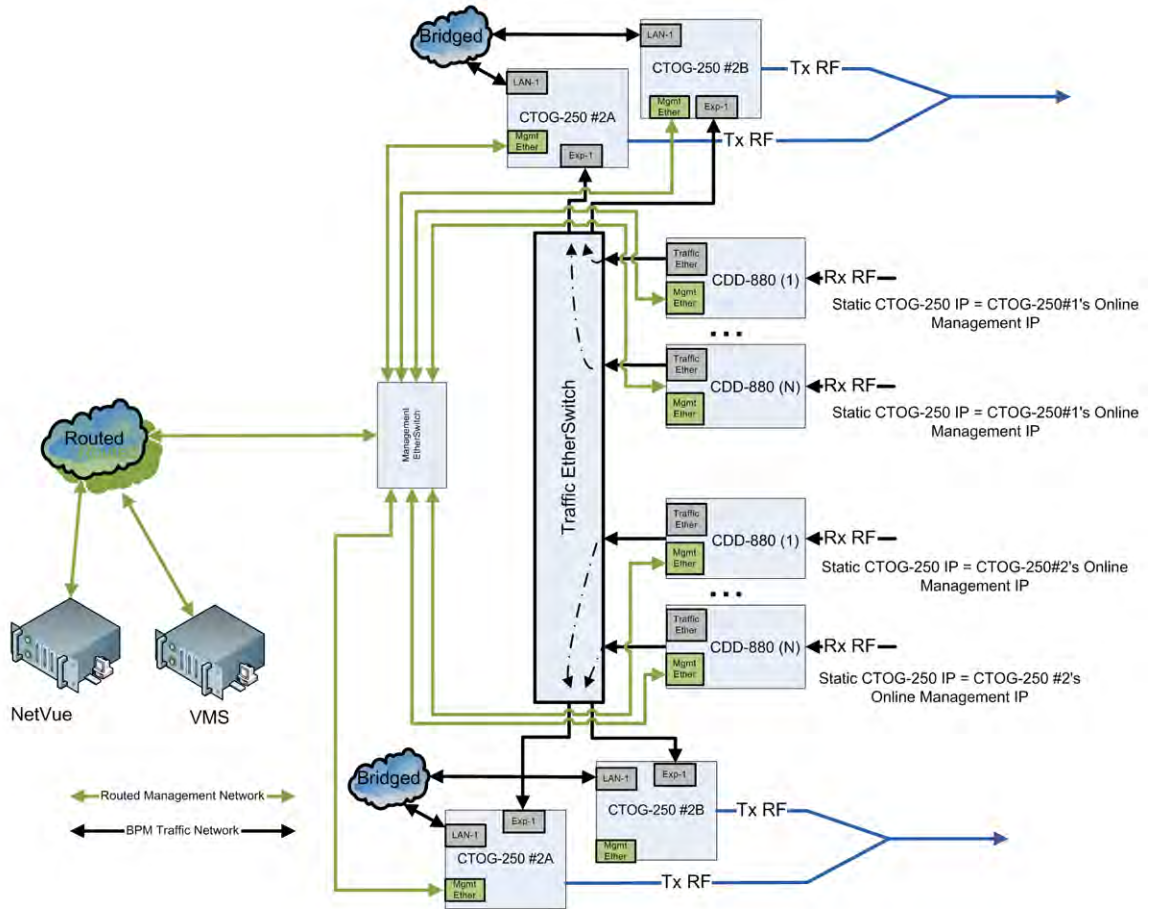 Bridged
LAN-1
CTOG-250 #2B
Mgmt
Ether
Exp-1
Tx RF
LAN-1
CTOG-250 #2A
Mgmt
Ether
Exp-1
Tx RF
Traffic
Ether
Mgmt
Ether
CDD-880 (1)
Rx RF
Static CTOG-250 IP = CTOG-250#1's Online
Management IP
...
Traffic
Ether
Mgmt
Ether
CDD-880 (N)
Rx RF
Static CTOG-250 IP = CTOG-250#1's Online
Management IP
Management
EtherSwitch
Traffic EtherSwitch
Routed
NetVue
VMS
Traffic
Ether
Mgmt
Ether
CDD-880 (1)
Rx RF
Static CTOG-250 IP = CTOG-250#2's Online
Management IP
...
Traffic
Ether
Mgmt
Ether
CDD-880 (N)
Rx RF
Static CTOG-250 IP = CTOG-250 #2's
Online Management IP
Routed Management Network
BPM Traffic Network
Bridged
LAN-1
Exp-1
CTOG-250 #2B
Mgmt
Ether
Tx RF
LAN-1
Exp-1
CTOG-250 #2A
Mgmt
Ether
Tx RF